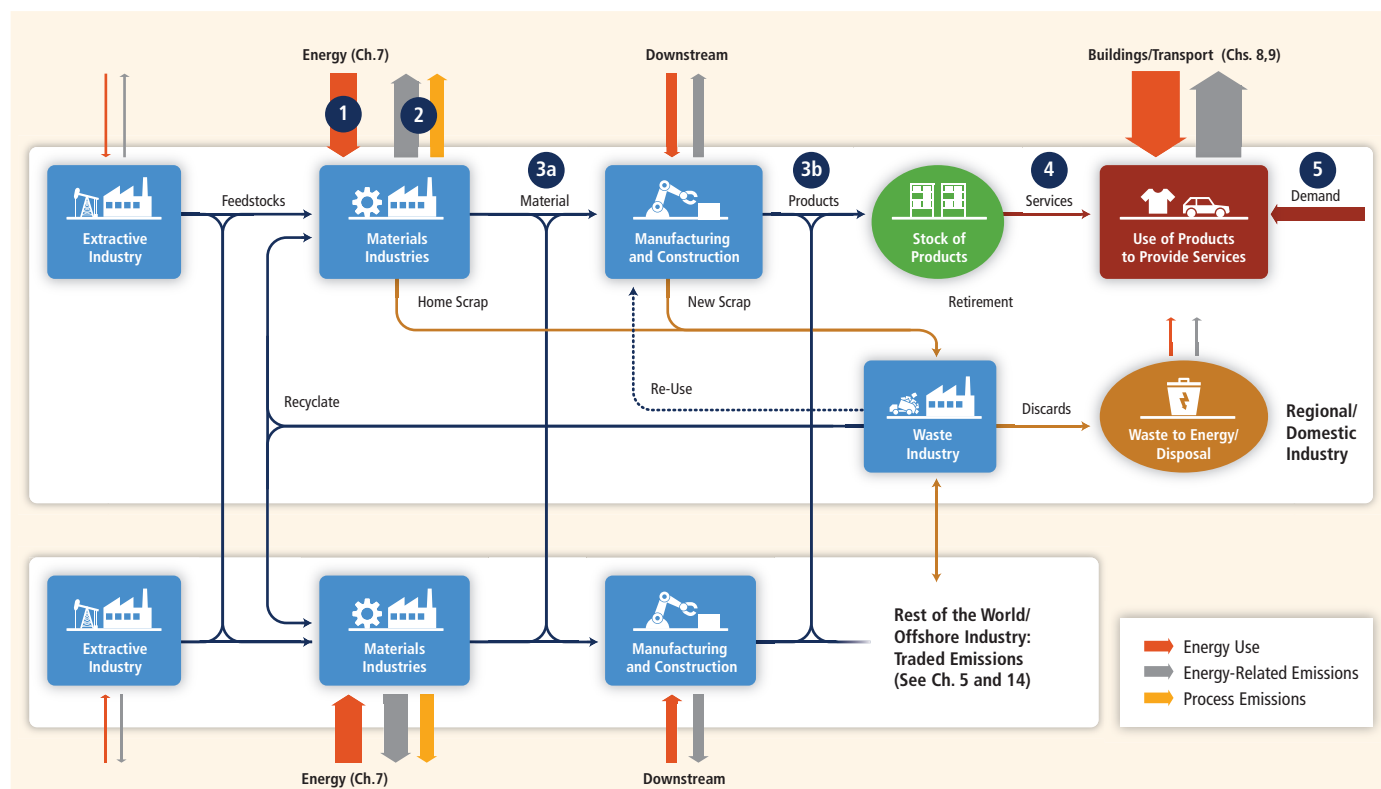 Energy (Ch.7)
Downstream
Buildings/Transport (Chs. 8,9)
1
2
3a
3b
4
5
Feedstocks
Material
Products
Services
Demand
Extractive
Industry
Materials
Industries
Manufacturing
and Construction
Stock of
Products
Use of Products
to Provide Services
Home Scrap
New Scrap
Retirement
Re-Use
Recyclate
Discards
Waste
Industry
Waste to Energy/
Disposal
Regional/
Domestic
Industry
Extractive
Industry
Materials
Industries
Manufacturing
and Construction
Rest of the World/
Offshore Industry:
Traded Emissions
(See Ch. 5 and 14)
Energy Use
Energy-Related Emissions
Process Emissions
Energy (Ch.7)
Downstream